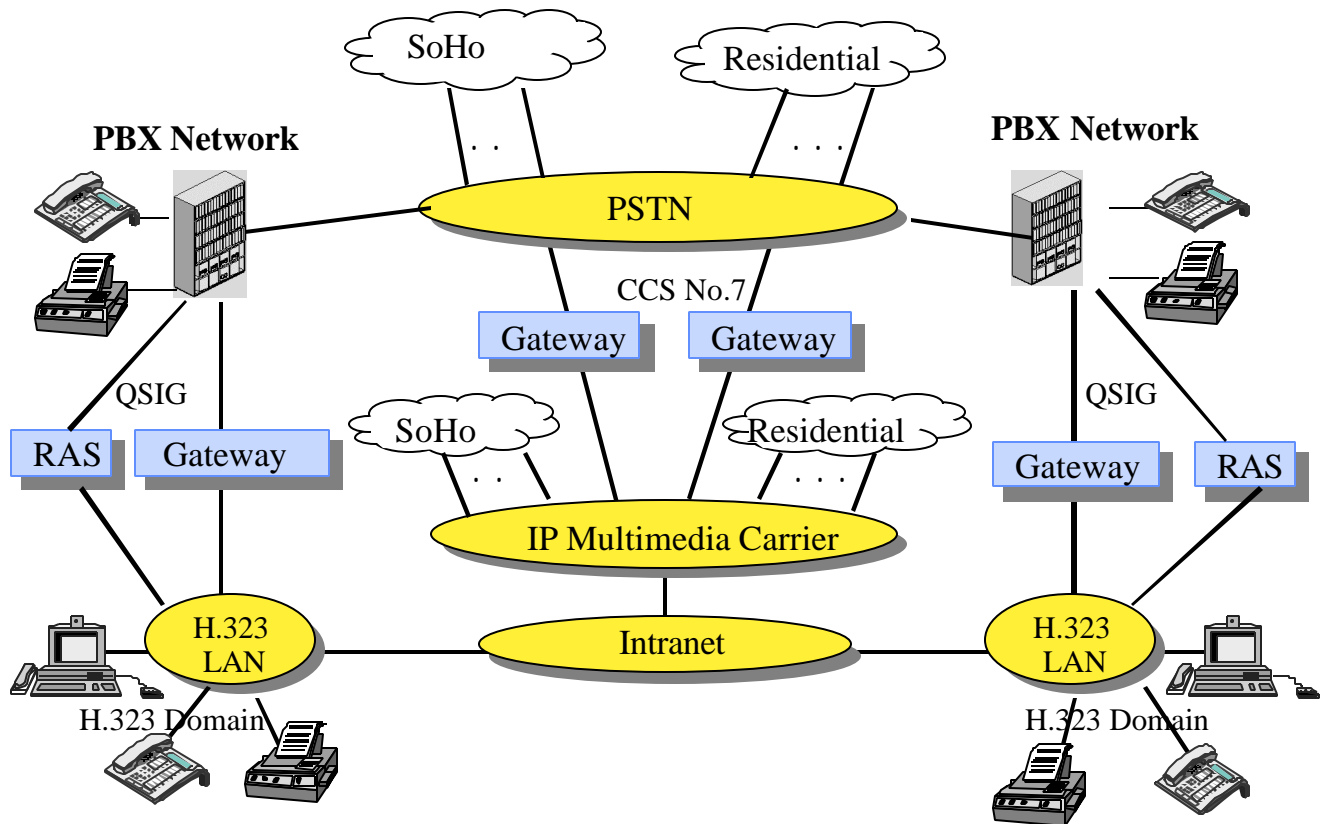 SoHo
Residential
PBX Network
PBX Network
. .
. . .
PSTN
CCS No.7
Gateway
Gateway
QSIG
QSIG
SoHo
Residential
RAS
Gateway
Gateway
RAS
. .
. . .
IP Multimedia Carrier
H.323
LAN
Intranet
H.323
LAN
H.323 Domain
H.323 Domain